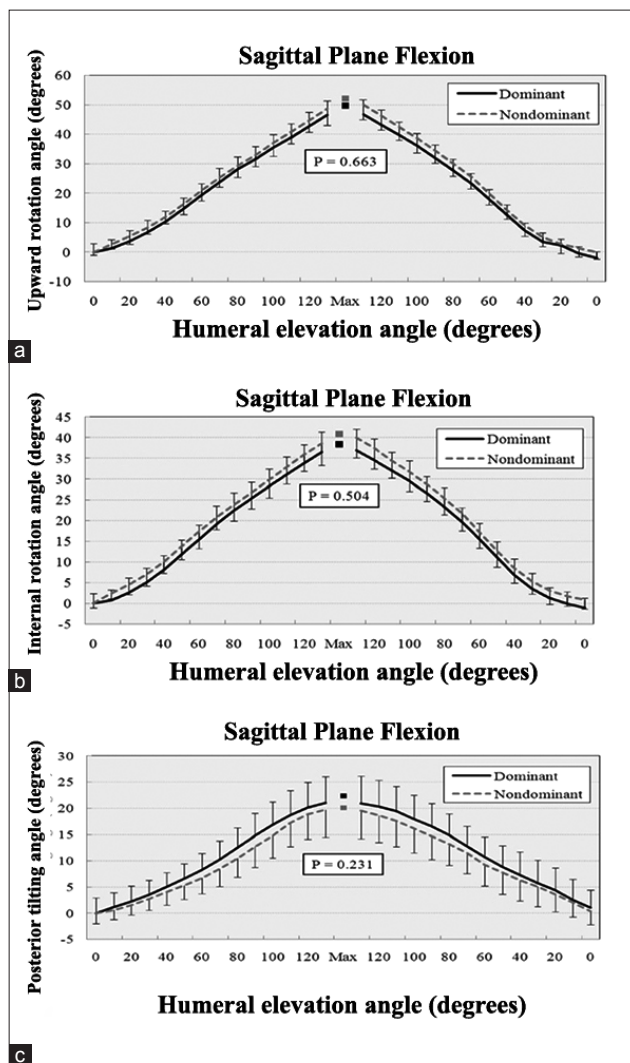 Sagittal Plane Flexion
Upward rotation angle (degrees)
60
50
40
30
20
10
0
-10
Dominant
Nondominant
P = 0.663
0 20 40 60 80 100 120 Max 120 100 80 60 40 20 0
Humeral elevation angle (degrees)
a
Sagittal Plane Flexion
Internal rotation angle (degrees)
45
40
35
30
25
20
15
10
5
0
-5
Dominant
Nondominant
P = 0.504
0 20 40 60 80 100 120 Max 120 100 80 60 40 20 0
Humeral elevation angle (degrees)
b
Sagittal Plane Flexion
Posterior tilting angle (degrees)
30
25
20
15
10
5
0
-5
Dominant
Nondominant
P = 0.231
0 20 40 60 80 100 120 Max 120 100 80 60 40 20 0
Humeral elevation angle (degrees)
c